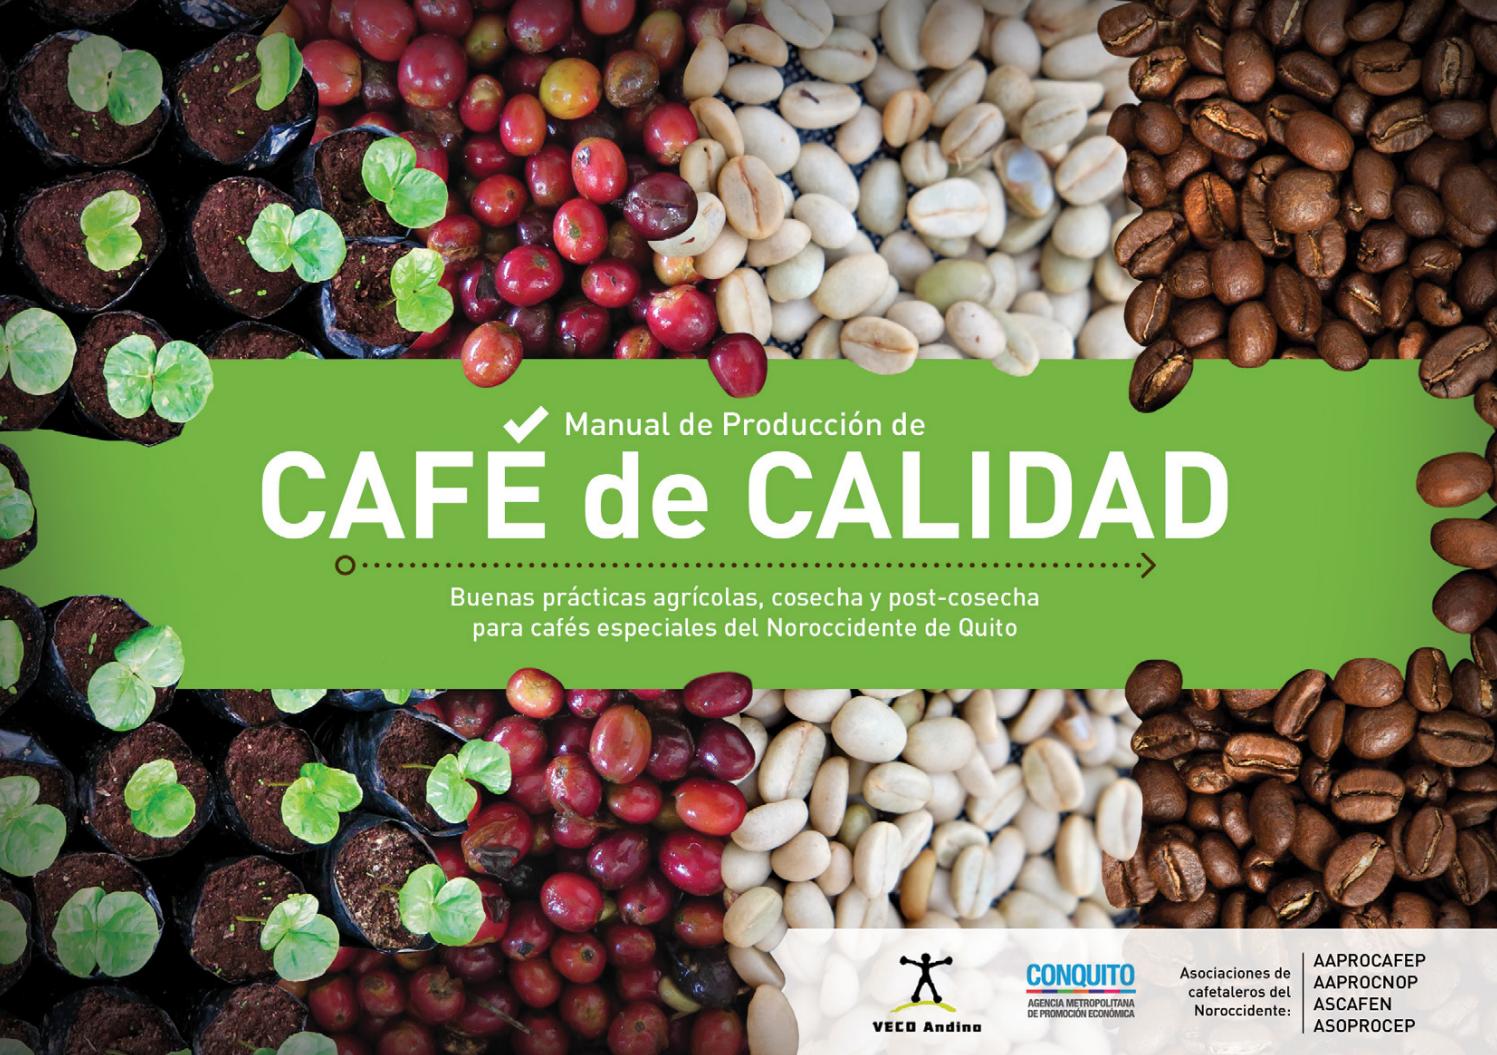 Manual de Producción de
CAFÉ de CALIDAD
Buenas prácticas agrícolas, cosecha y post-cosecha
para cafés especiales del Noroccidente de Quito
VECO Andino
CONQUITO
AGENCIA METROPOLITANA
DE PROMOCIÓN ECONÓMICA
Asociaciones de
cafetaleros del
Noroccidente:
AAPROCAFEP
AAPROCNOP
ASCAFEN
ASOPROCEP